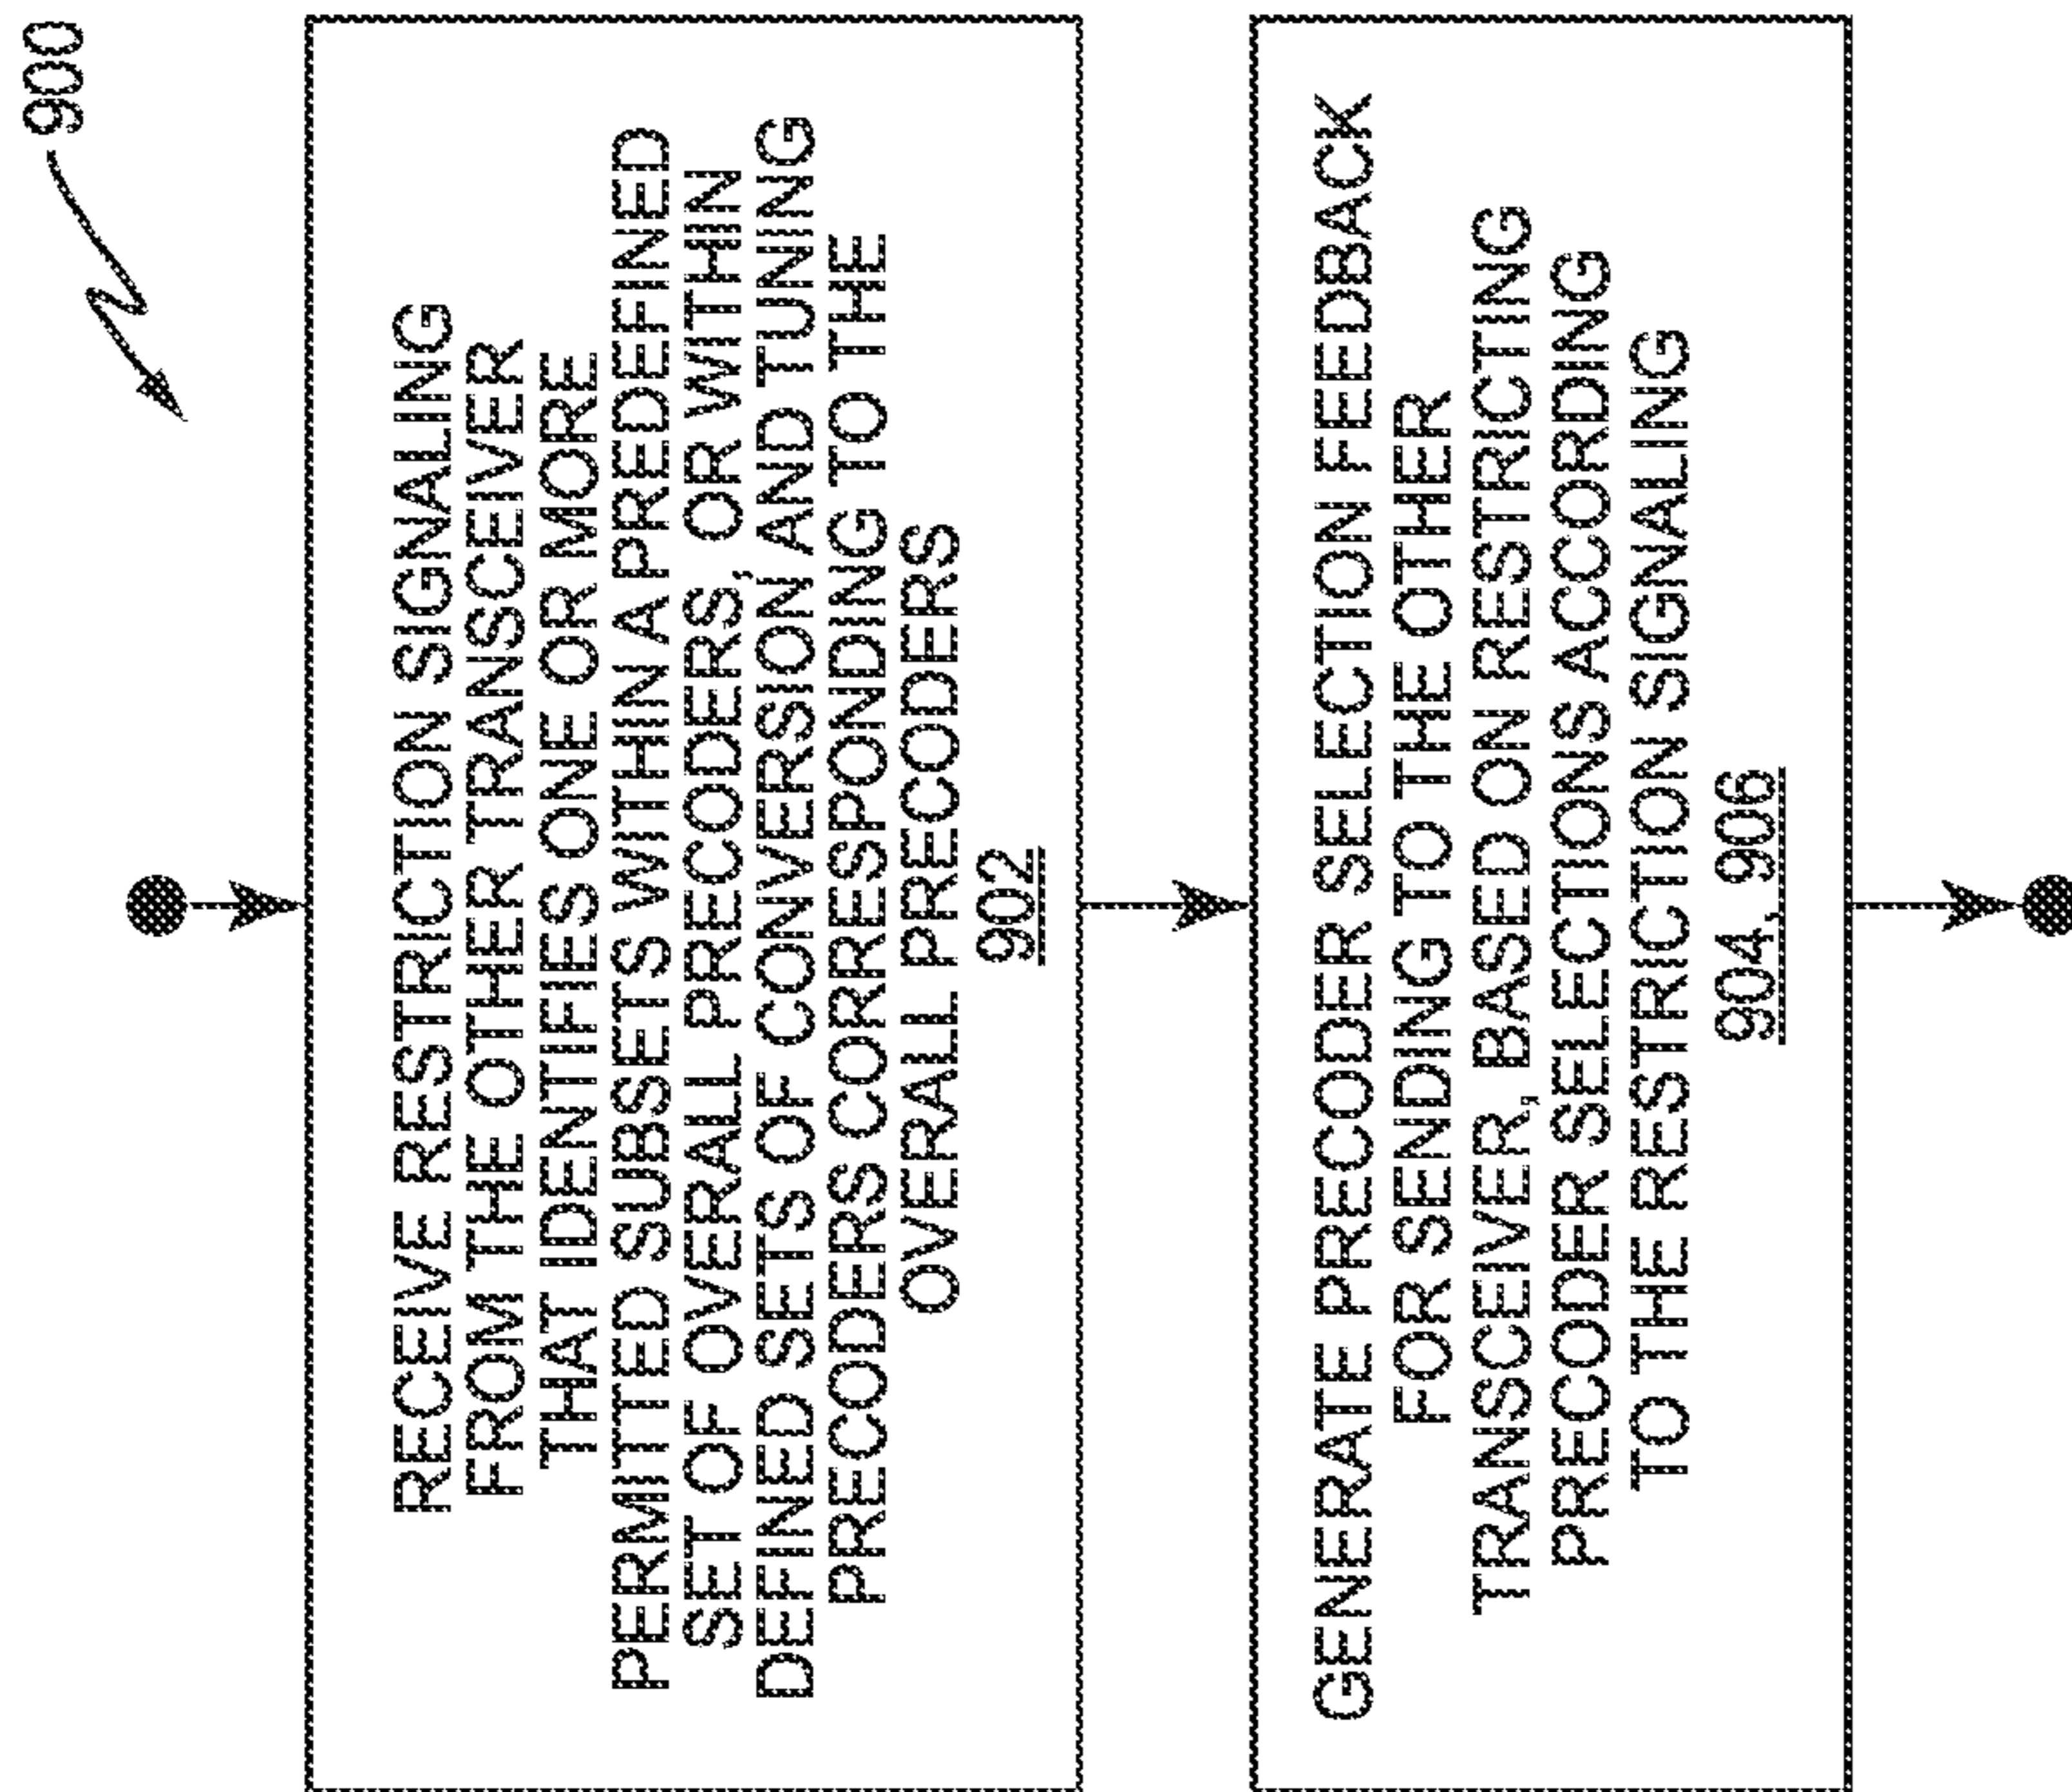 900
RECEIVE RESTRICTION SIGNALING
FROM THE OTHER TRANSCEIVER
THAT IDENTIFIES ONE OR MORE
PERMITTED SUBSETS WITHIN A PREDEFINED
SET OF OVERALL PRECODERS, OR WITHIN
DEFINED SETS OF CONVERSION AND TUNING
PRECODERS CORRESPONDING TO THE
OVERALL PRECODERS
902
GENERATE PRECODER SELECTION FEEDBACK
FOR SENDING TO THE OTHER
TRANSCEIVER, BASED ON RESTRICTING
PRECODER SELECTIONS ACCORDING
TO THE RESTRICTION SIGNALING
904, 906